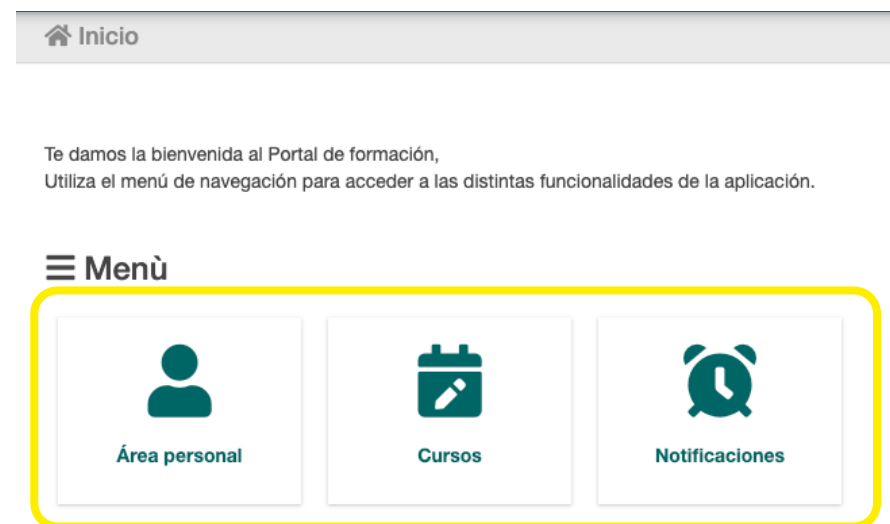 Inicio
Te damos la bienvenida al Portal de formación,
Utiliza el menú de navegación para acceder a las distintas funcionalidades de la aplicación.
Menù
Área personal
Cursos
Notificaciones